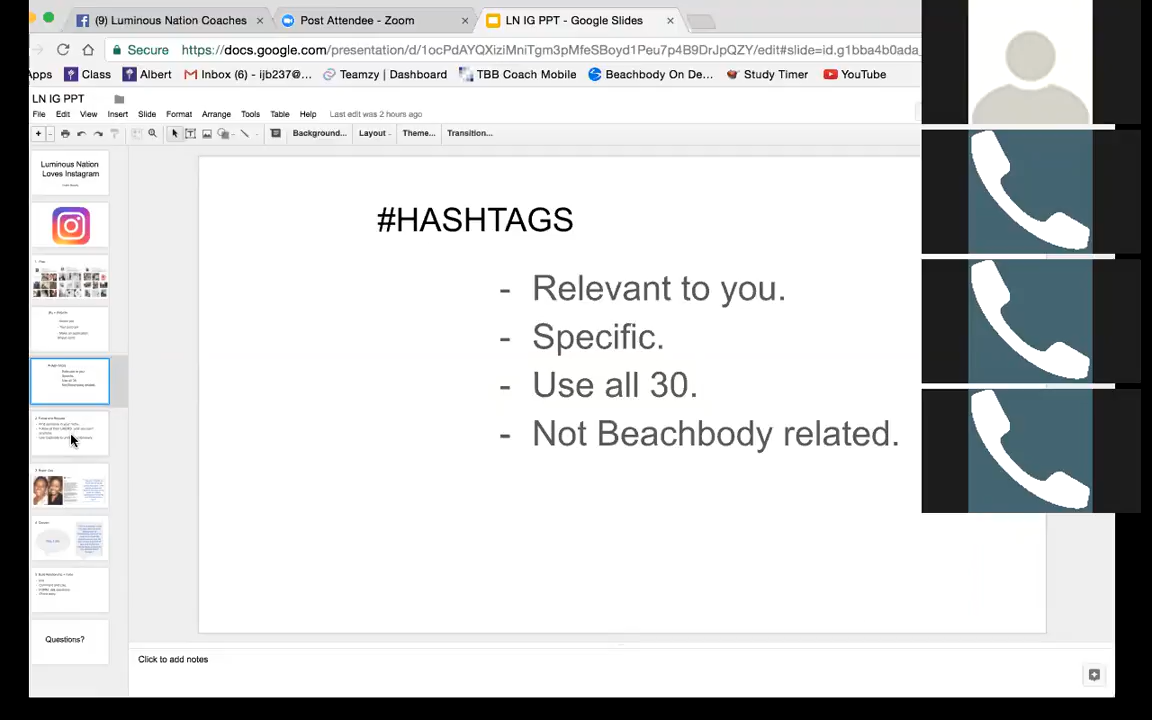 (9) Luminous Nation Coaches
Post Attendee - Zoom
LN IG PPT - Google Slides
Secure
https://docs.google.com/presentation/d/1ocPdAYQXiziMniTgm3pMfeSBoyd1Peu7p4B9DrJpQZY/edit#slide=id.g1bba4b0ada_
Apps Class Albert Inbox (6) - ijb237@... Teamzy | Dashboard TBB Coach Mobile Beachbody On De... Study Timer YouTube
LN IG PPT
File Edit View Insert Slide Format Arrange Tools Table Help Last edit was 2 hours ago
Background... Layout Theme... Transition...
Luminous Nation
Loves Instagram
Questions?
#HASHTAGS
- Relevant to you.
- Specific.
- Use all 30.
- Not Beachbody related.
Click to add notes